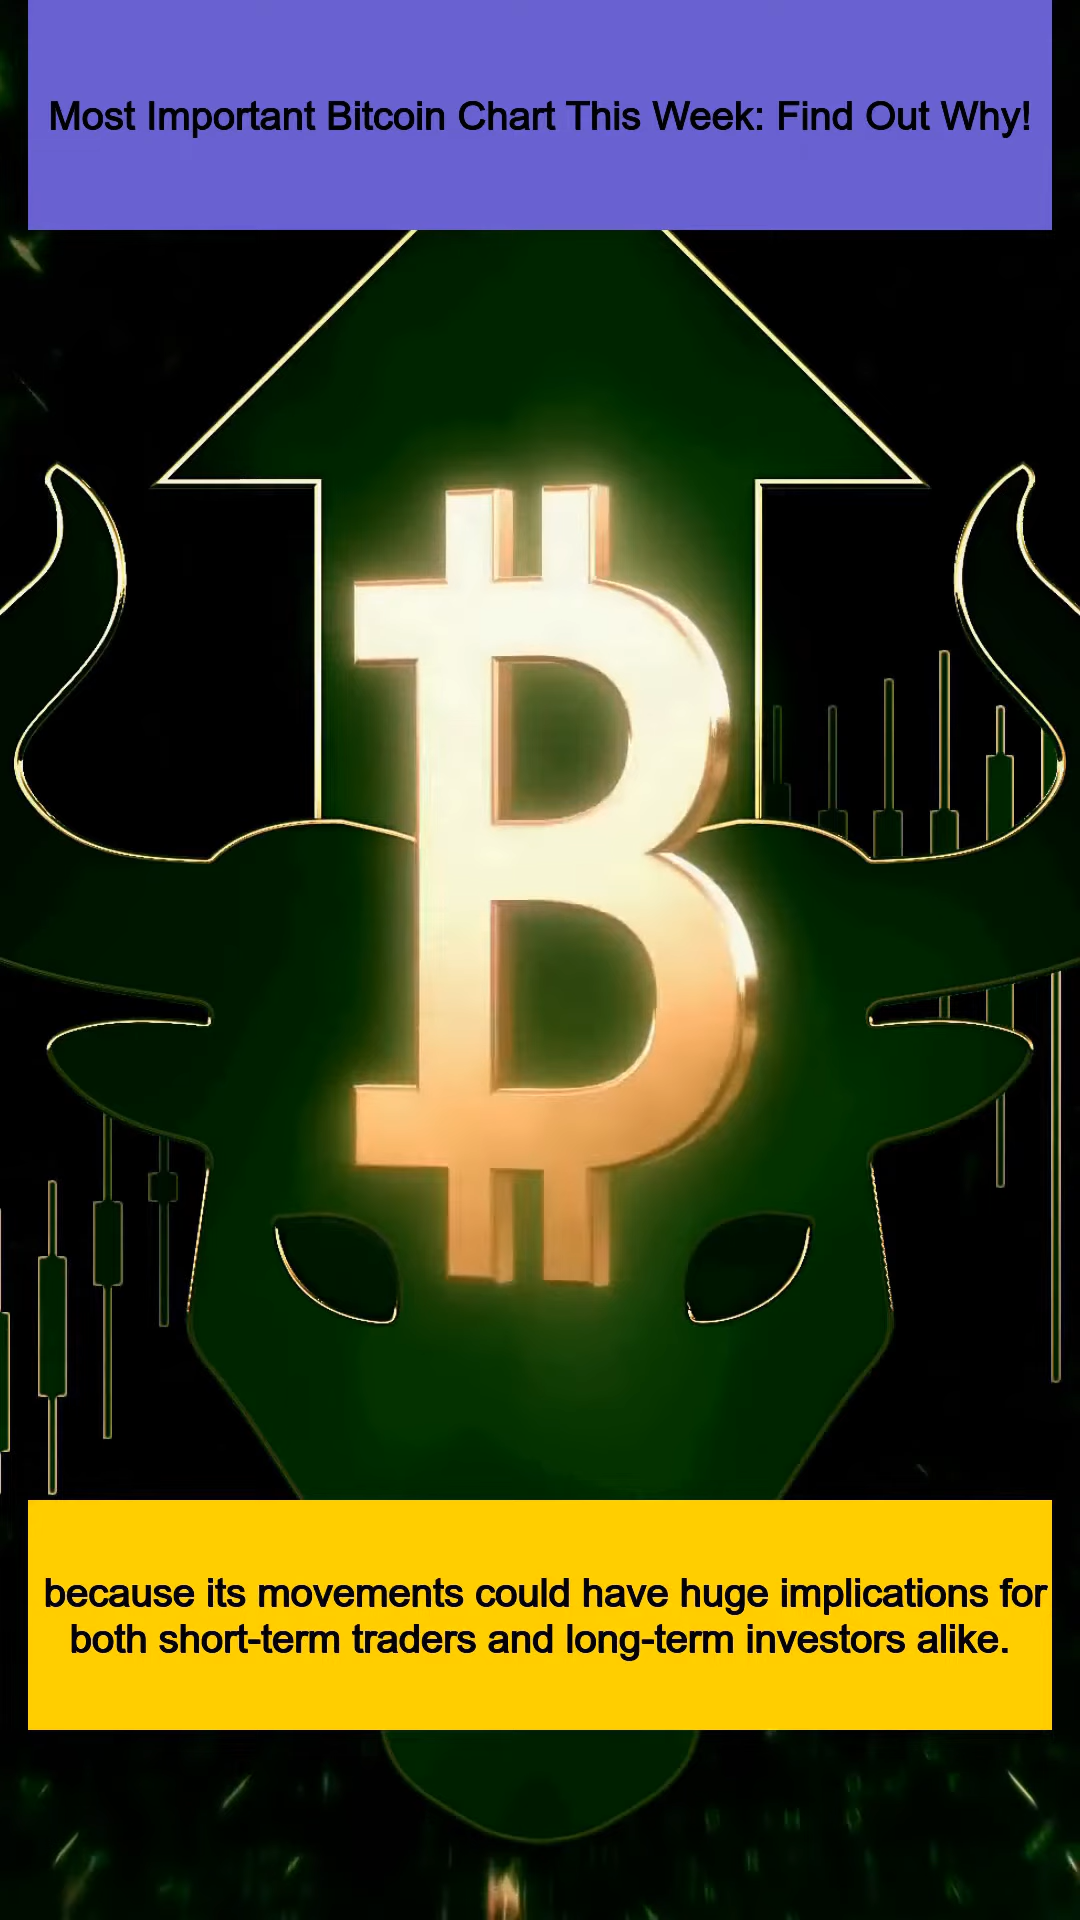 Most Important Bitcoin Chart This Week: Find Out Why!
because its movements could have huge implications for
both short-term traders and long-term investors alike.